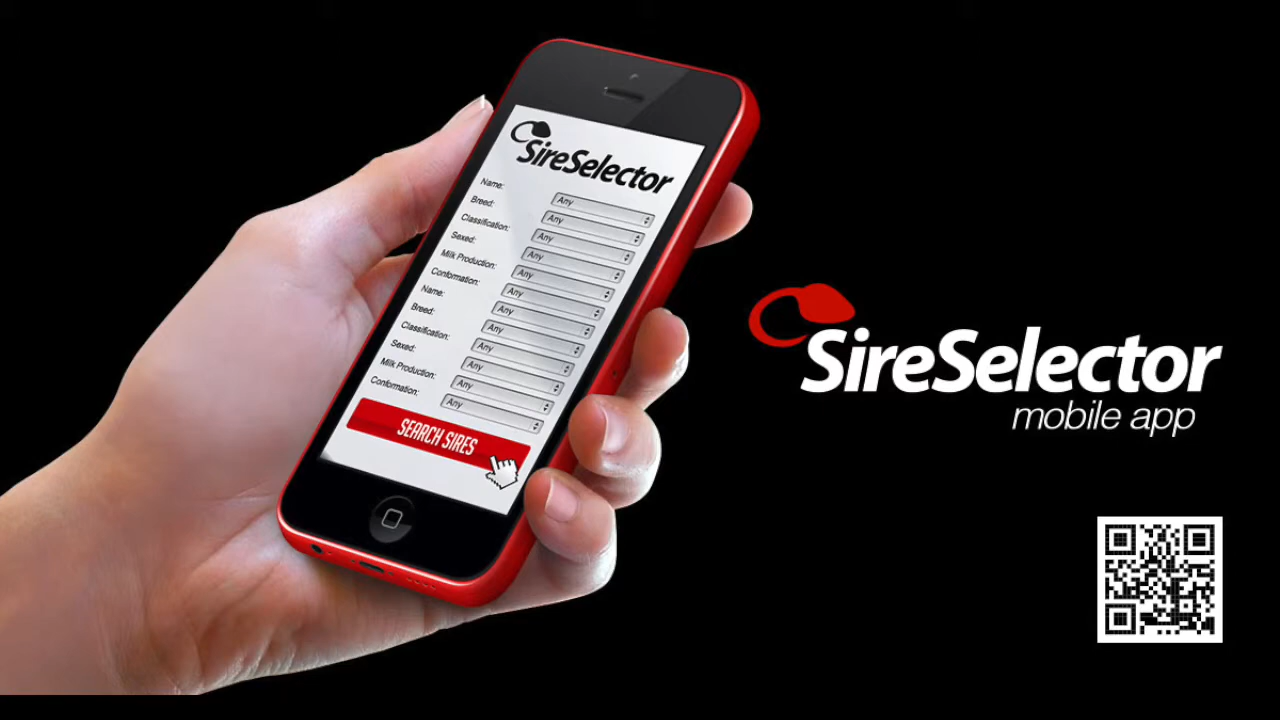 SireSelector
Name:
Any
Breed:
Any
Classification:
Any
Sexed:
Any
Milk Production:
Any
Conformation:
Any
Name:
Any
Breed:
Any
Classification:
Any
Sexed:
Any
Milk Production:
Any
Conformation:
Any
SEARCH SIRES
SireSelector
mobile app